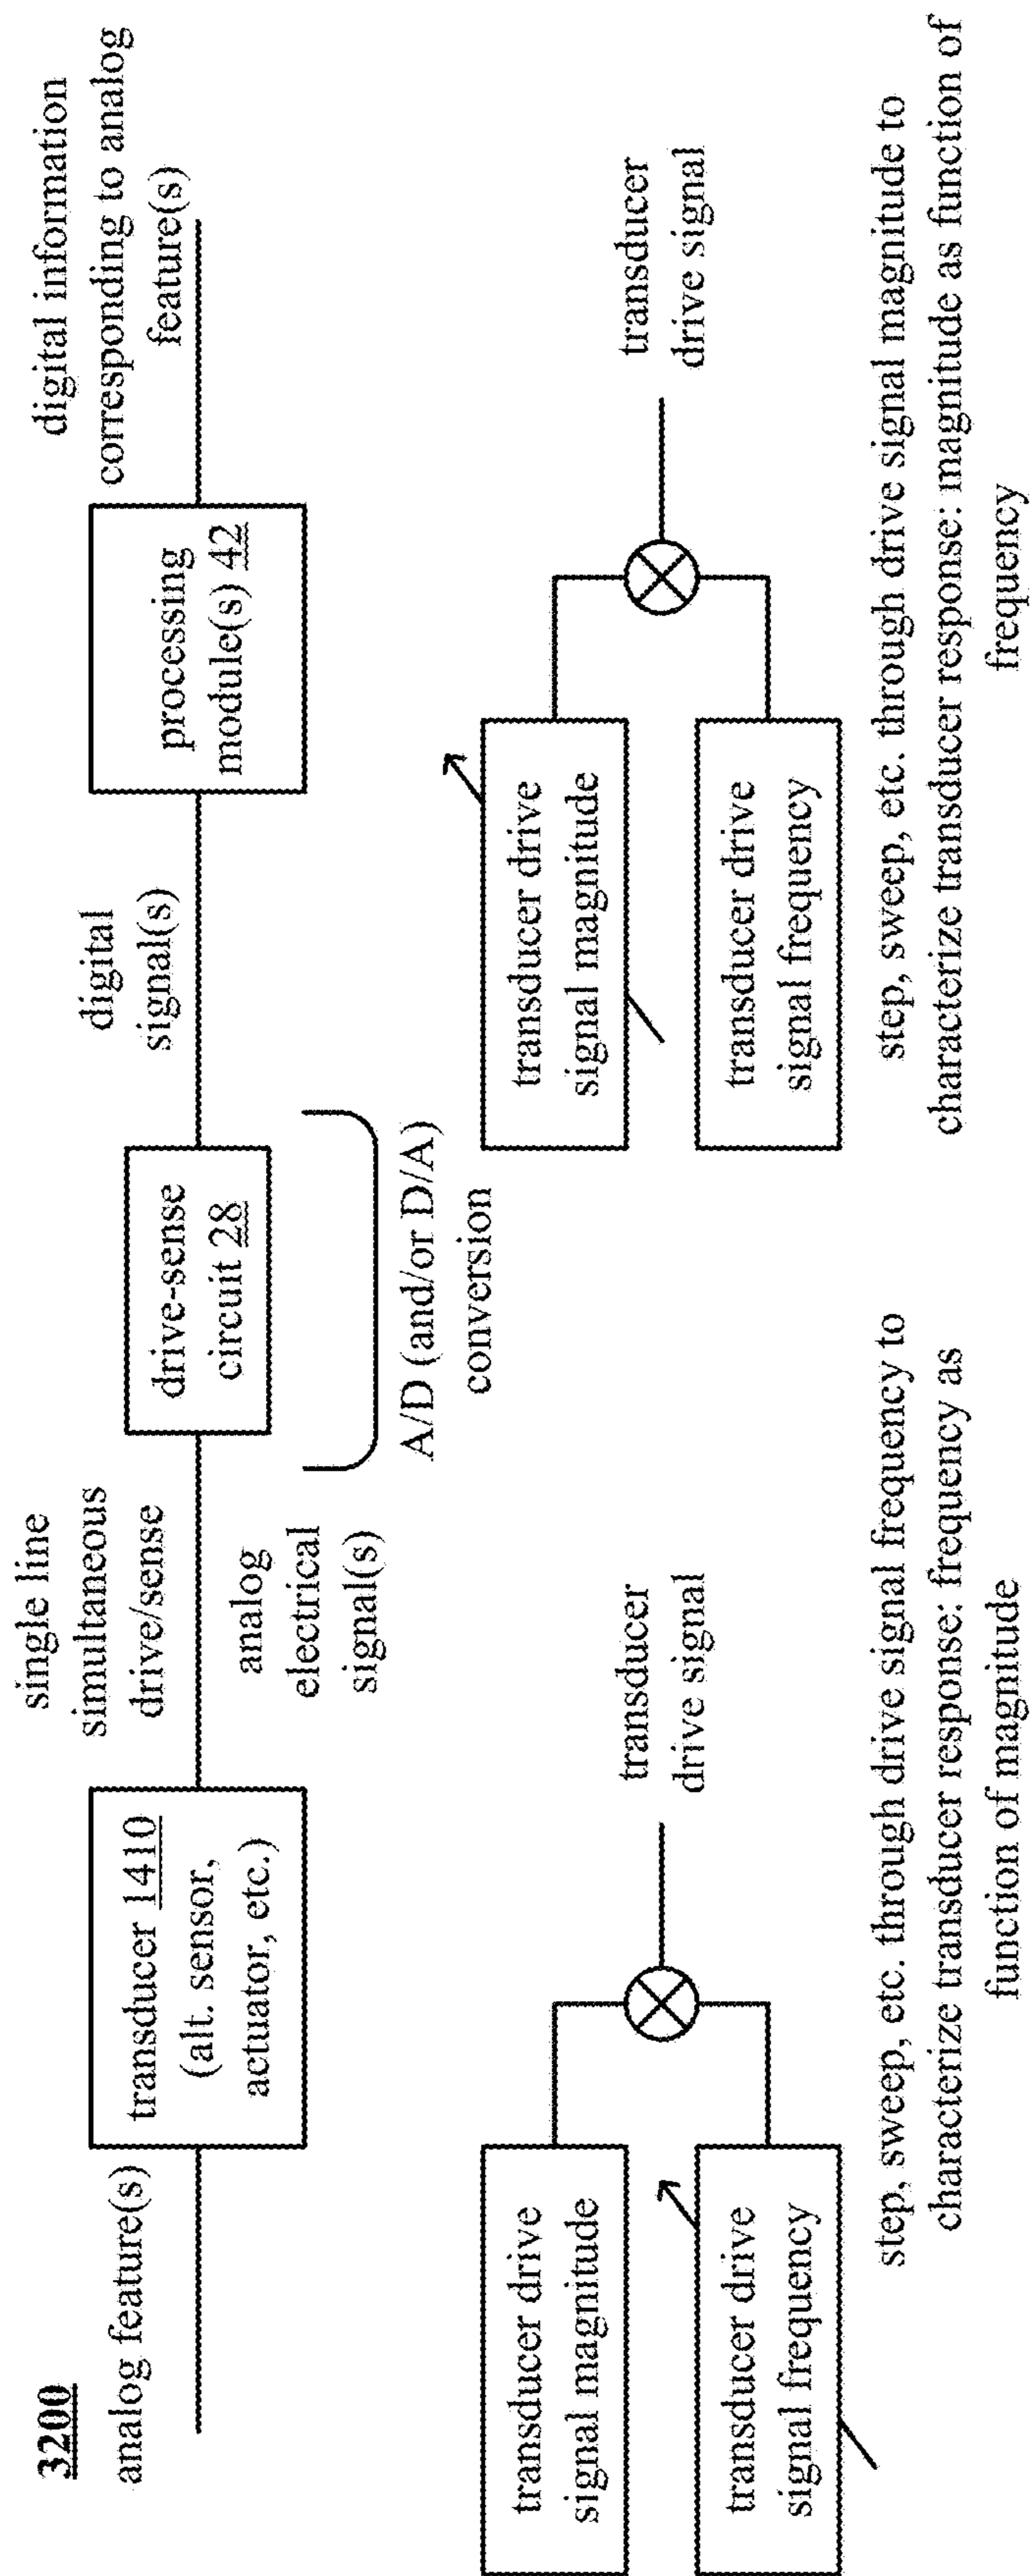 3200
analog feature(s)
transducer 1410
(alt. sensor,
actuator, etc.)
single line
simultaneous
drive/sense
analog
electrical
signal(s)
drive-sense
circuit 28
A/D (and/or D/A)
conversion
digital
signal(s)
processing
module(s) 42
digital information
corresponding to analog
feature(s)
transducer drive
signal magnitude
transducer drive
signal frequency
transducer
drive signal
step, sweep, etc. through drive signal frequency to
characterize transducer response: frequency as
function of magnitude
transducer drive
signal magnitude
transducer drive
signal frequency
transducer
drive signal
step, sweep, etc. through drive signal magnitude to
characterize transducer response: magnitude as function of
frequency